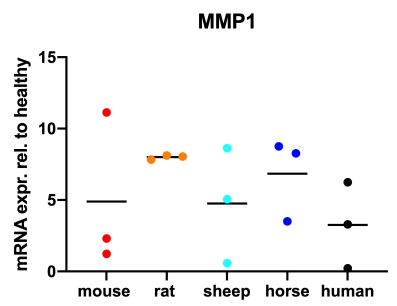 MMP1
mRNA expr. rel. to healthy
15
10
5
0
mouse rat sheep horse human